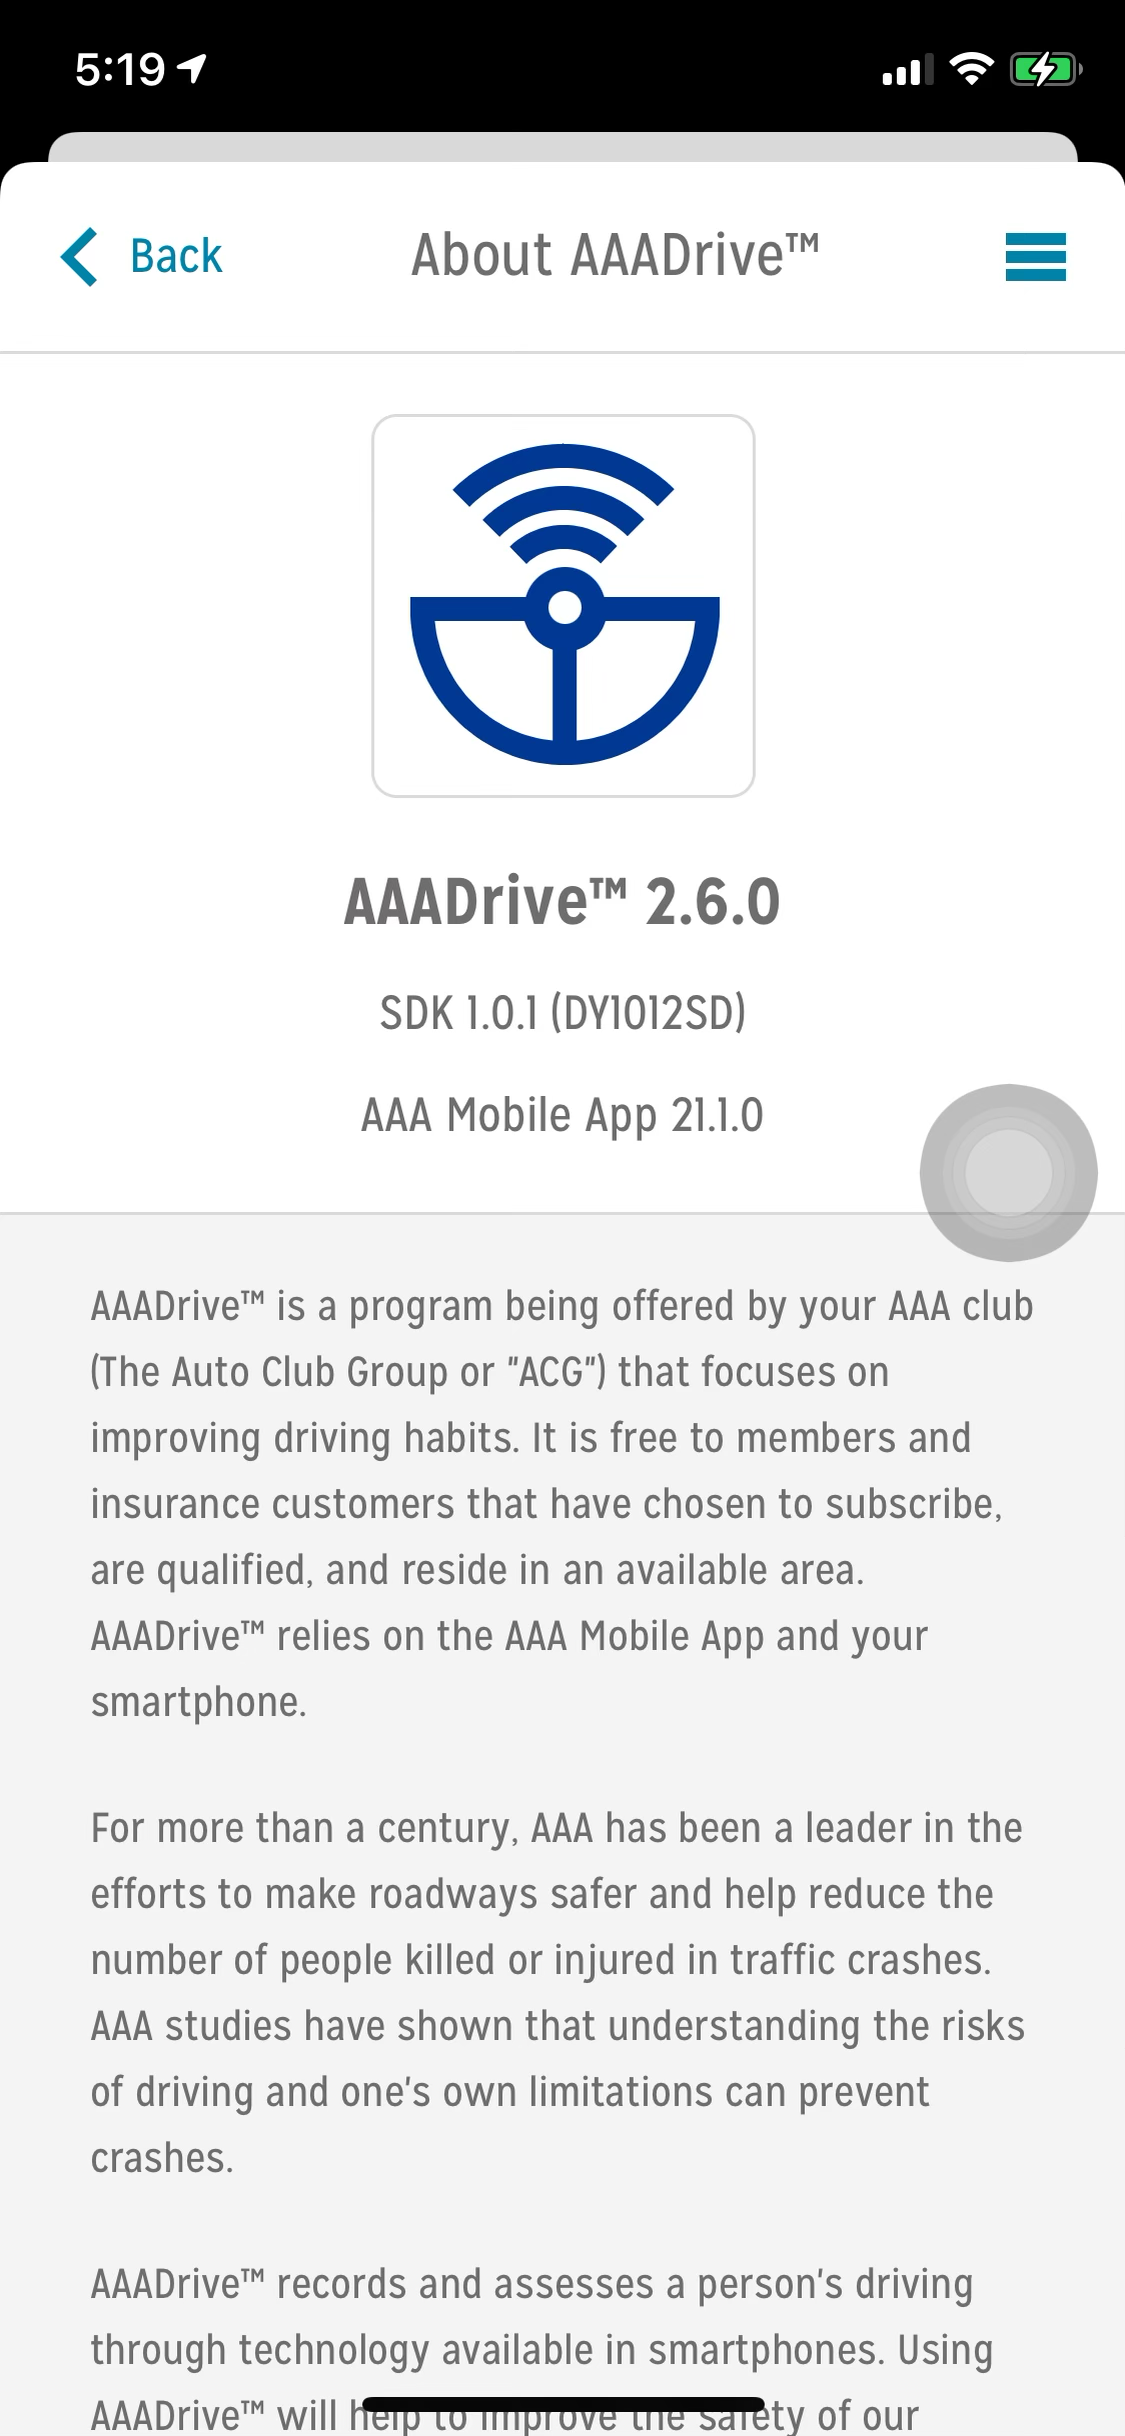 5:19
Back
About AAADrive™
AAADrive™ 2.6.0
SDK 1.0.1 (DY1012SD)
AAA Mobile App 21.1.0
AAADrive™ is a program being offered by your AAA club
(The Auto Club Group or "ACG") that focuses on
improving driving habits. It is free to members and
insurance customers that have chosen to subscribe,
are qualified, and reside in an available area.
AAADrive™ relies on the AAA Mobile App and your
smartphone.
For more than a century, AAA has been a leader in the
efforts to make roadways safer and help reduce the
number of people killed or injured in traffic crashes.
AAA studies have shown that understanding the risks
of driving and one's own limitations can prevent
crashes.
AAADrive™ records and assesses a person's driving
through technology available in smartphones. Using
AAADrive™ will help to improve the safety of our